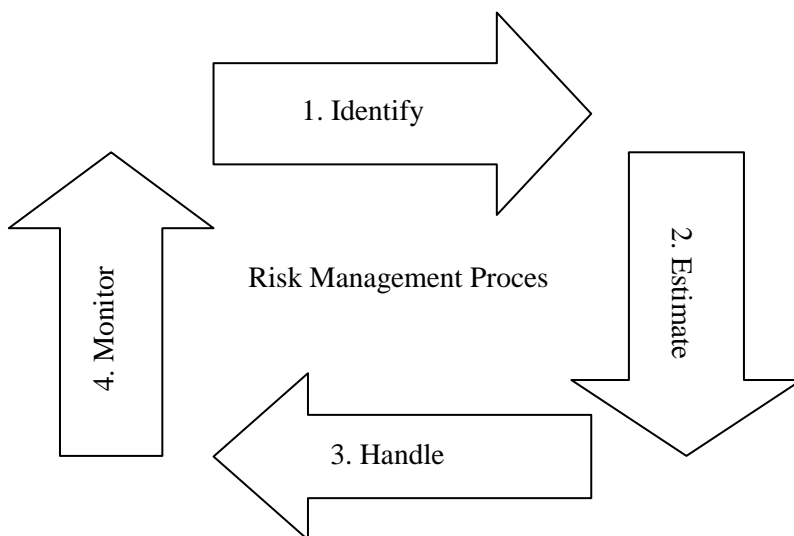 1. Identify
2. Estimate
Risk Management Proces
4. Monitor
3. Handle